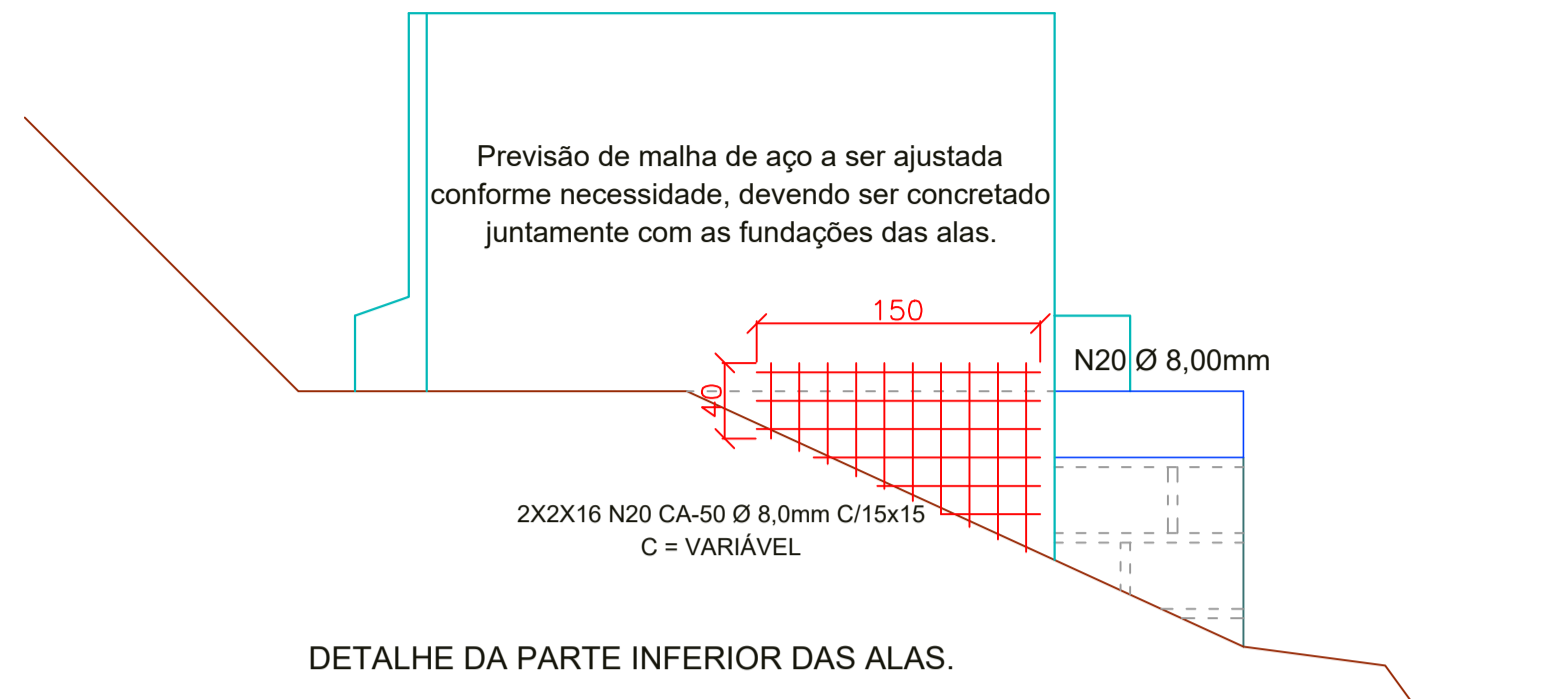 Previsão de malha de aço a ser ajustada
conforme necessidade, devendo ser concretado
juntamente com as fundações das alas.
150
N20 Ø 8,00mm
40
2X2X16 N20 CA-50 Ø 8,0mm C/15x15
C = VARIÁVEL
DETALHE DA PARTE INFERIOR DAS ALAS.